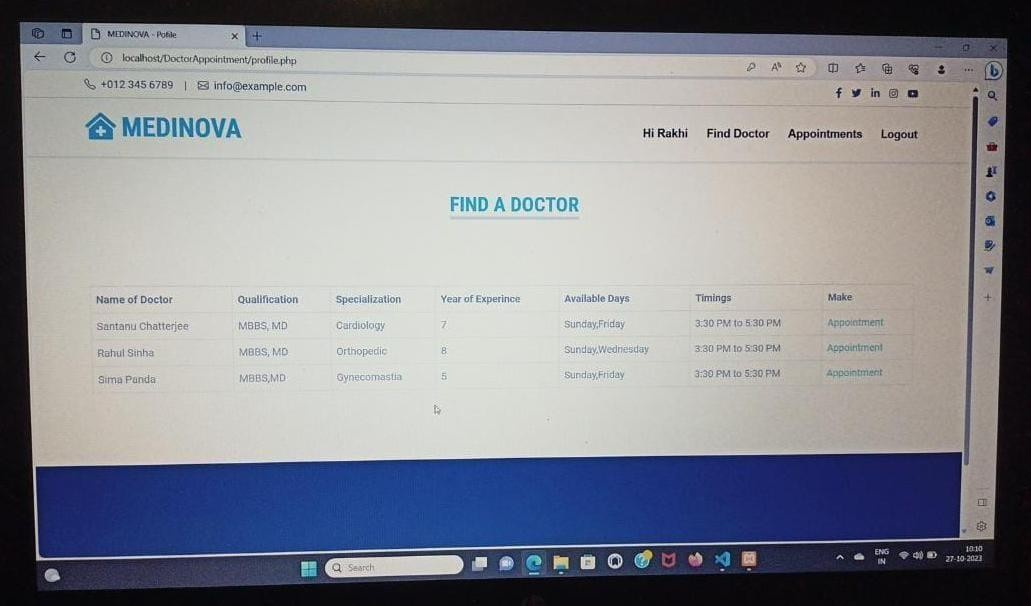 MEDINOVA - Pofile
localhost/DoctorAppointment/profile.php
+012 345 6789 | info@example.com
MEDINOVA
Hi Rakhi Find Doctor Appointments Logout
FIND A DOCTOR
Name of Doctor Qualification Specialization Year of Experince Available Days Timings Make
Santanu Chatterjee MBBS, MD Cardiology 7 Sunday,Friday 3:30 PM to 5:30 PM Appointment
Rahul Sinha MBBS, MD Orthopedic 8 Sunday,Wednesday 3:30 PM to 5:30 PM Appointment
Sima Panda MBBS,MD Gynecomastia 5 Sunday,Friday 3:30 PM to 5:30 PM Appointment
Search
ENG
IN
10:10
27-10-2023